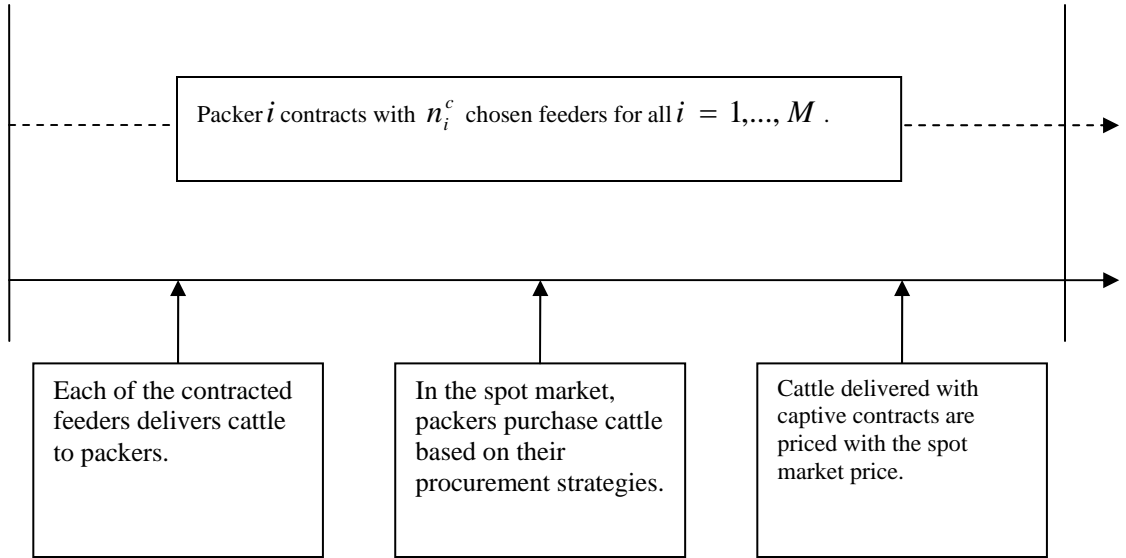 Packer i contracts with n_i^c chosen feeders for all i = 1,..., M .
Each of the contracted
feeders delivers cattle
to packers.
In the spot market,
packers purchase cattle
based on their
procurement strategies.
Cattle delivered with
captive contracts are
priced with the spot
market price.